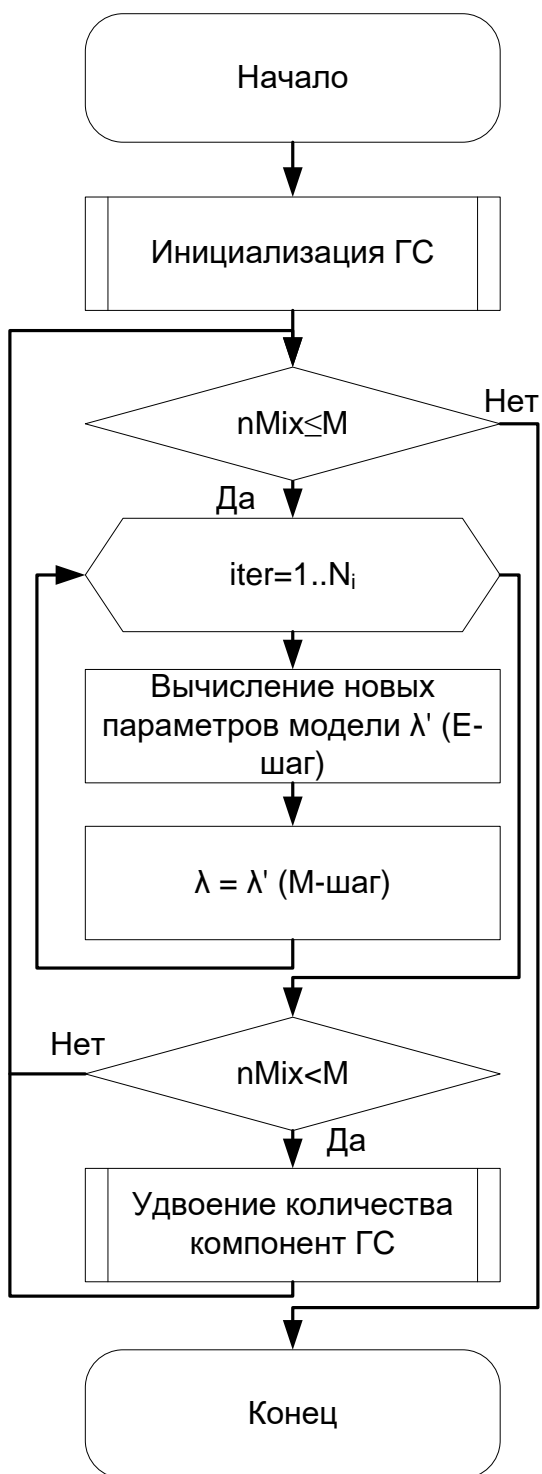 Начало
Инициализация ГС
nMix≤M
Нет
Да
iter=1..Nᵢ
Вычисление новых
параметров модели λ' (E-
шаг)
λ = λ' (M-шаг)
Нет
nMix<M
Да
Удвоение количества
компонент ГС
Конец